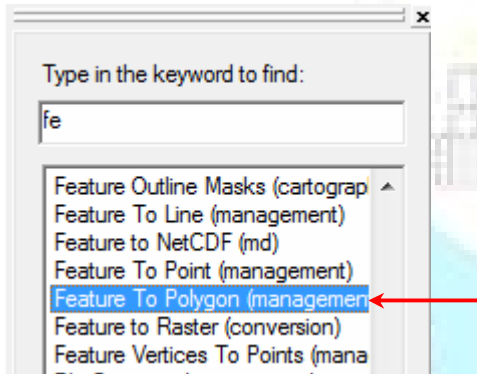 Type in the keyword to find:
fe
Feature Outline Masks (cartograp
Feature To Line (management)
Feature to NetCDF (md)
Feature To Point (management)
Feature To Polygon (managemen
Feature to Raster (conversion)
Feature Vertices To Points (mana